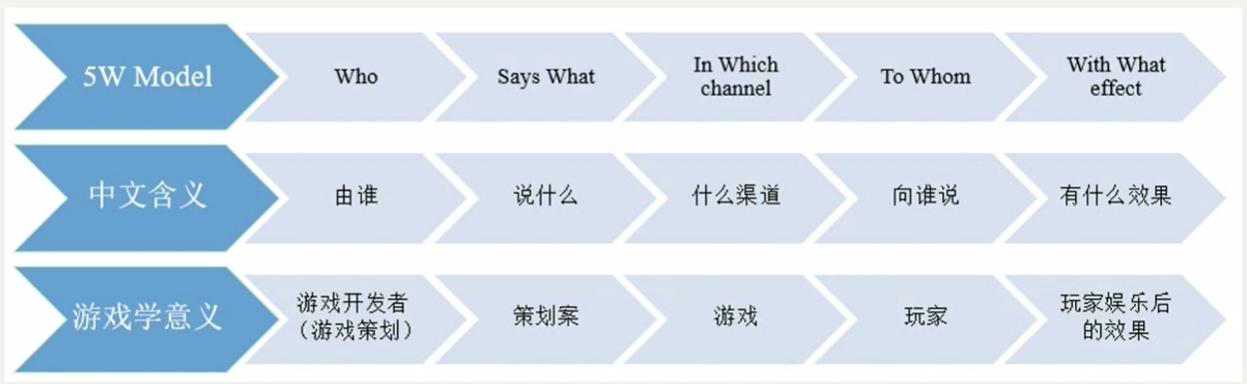 5W Model
Who
Says What
In Which
channel
To Whom
With What
effect
中文含义
由谁
说什么
什么渠道
向谁说
有什么效果
游戏学意义
游戏开发者
（游戏策划）
策划案
游戏
玩家
玩家娱乐后
的效果